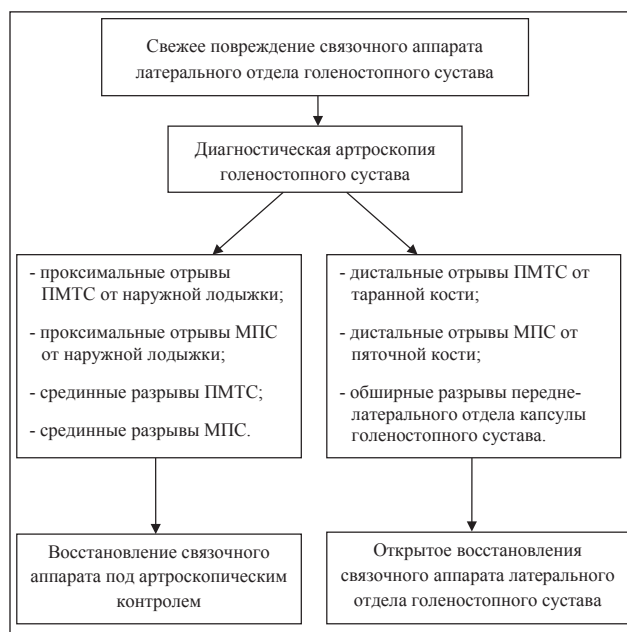 Свежее повреждение связочного аппарата
латерального отдела голеностопного сустава
Диагностическая артроскопия
голеностопного сустава
- проксимальные отрывы
ПМТС от наружной лодыжки;
- проксимальные отрывы МПС
от наружной лодыжки;
- срединные разрывы ПМТС;
- срединные разрывы МПС.
- дистальные отрывы ПМТС от
таранной кости;
- дистальные отрывы МПС от
пяточной кости;
- обширные разрывы передне-
латерального отдела капсулы
голеностопного сустава.
Восстановление связочного
аппарата под артроскопическим
контролем
Открытое восстановления
связочного аппарата латерального
отдела голеностопного сустава